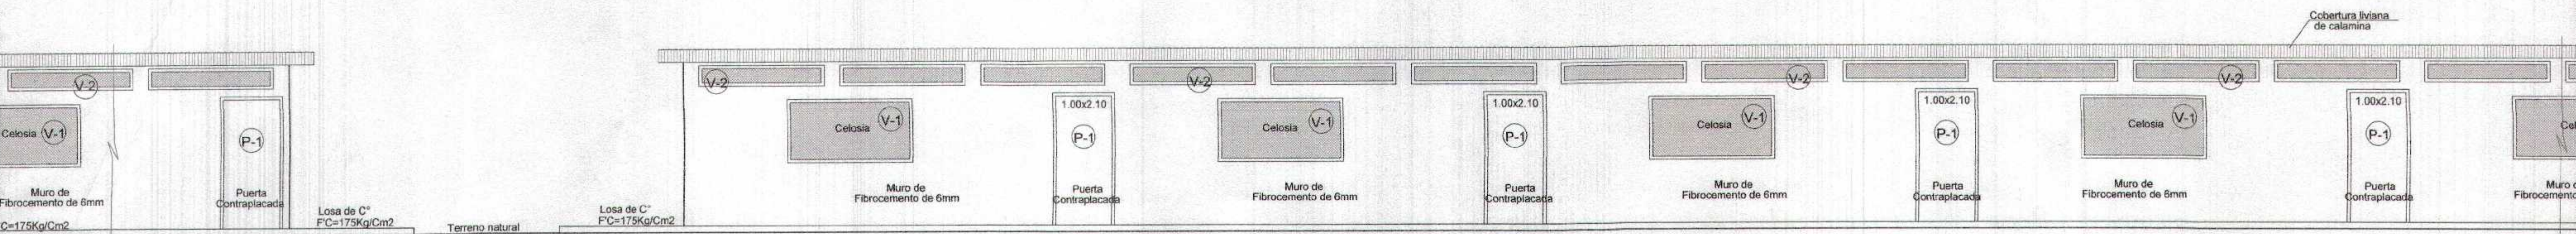 Cobertura liviana
de calamina
V-2
V-2
V-2
V-2
V-2
Celosia V-1
P-1
1.00x2.10
Celosia V-1
P-1
1.00x2.10
Celosia V-1
P-1
1.00x2.10
Celosia V-1
P-1
1.00x2.10
Celosia V-1
P-1
Muro de
Fibrocemento de 6mm
Puerta
Contraplacada
Muro de
Fibrocemento de 6mm
Puerta
Contraplacada
Muro de
Fibrocemento de 6mm
Puerta
Contraplacada
Muro de
Fibrocemento de 6mm
Puerta
Contraplacada
Muro de
Fibrocemento de 6mm
Puerta
Contraplacada
Muro
Fibrocemento
C=175Kg/Cm2
Losa de C°
F'C=175Kg/Cm2
Terreno natural
Losa de C°
F'C=175Kg/Cm2